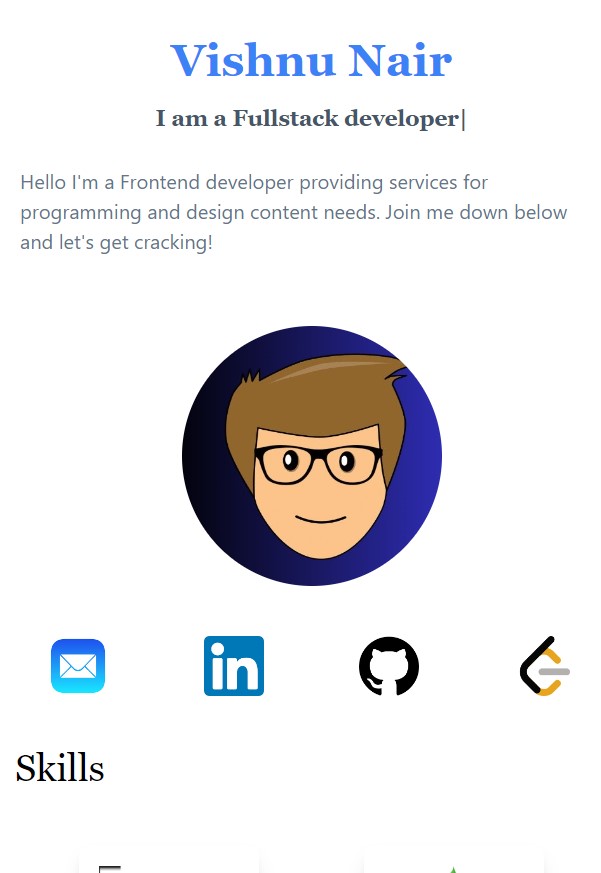 Vishnu Nair
I am a Fullstack developer|
Hello I'm a Frontend developer providing services for
programming and design content needs. Join me down below
and let's get cracking!
in
Skills